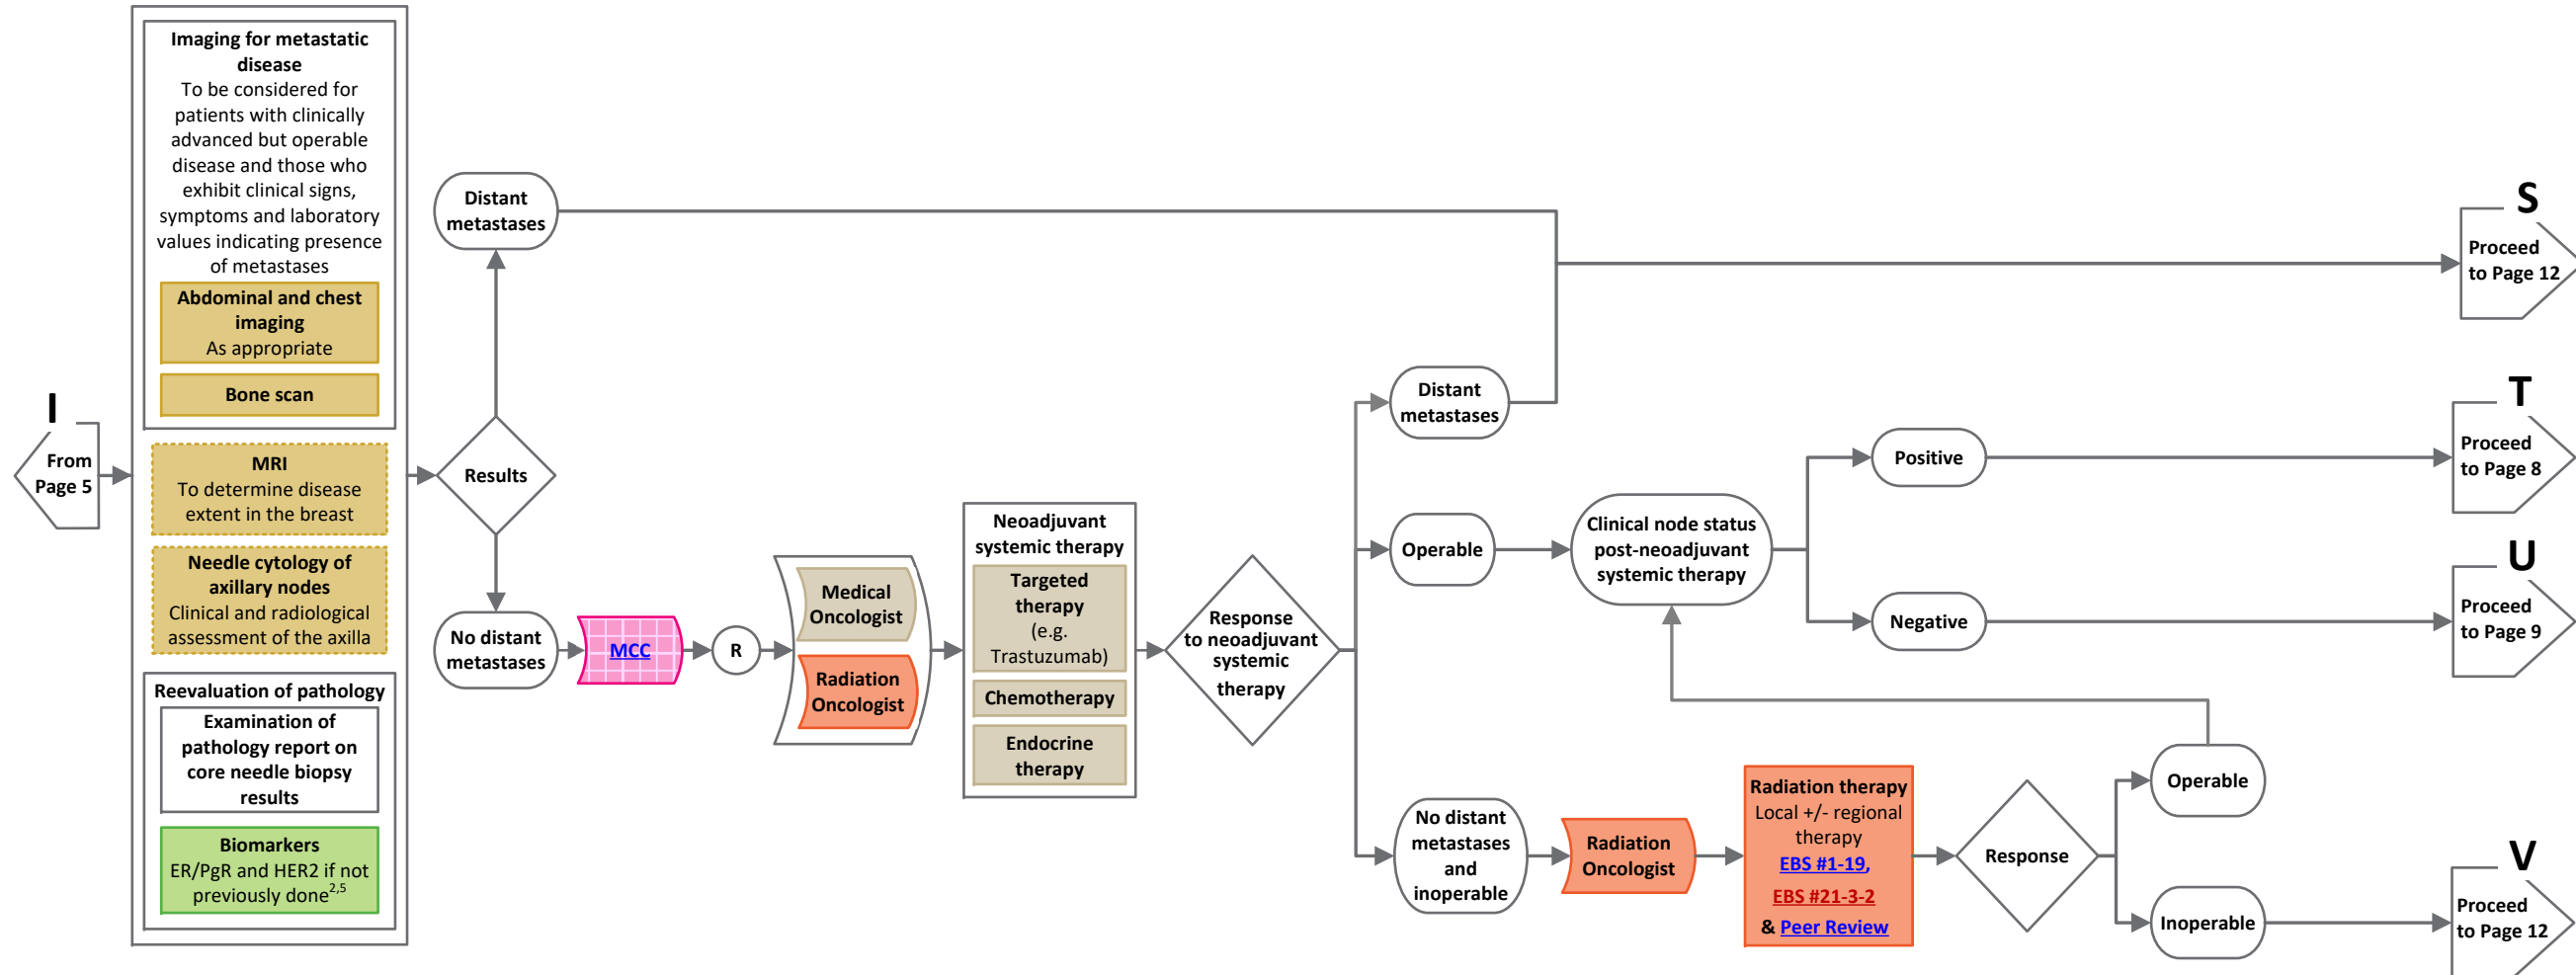 I
From
Page 5
Imaging for metastatic
disease
To be considered for
patients with clinically
advanced but operable
disease and those who
exhibit clinical signs,
symptoms and laboratory
values indicating presence
of metastases
Abdominal and chest
imaging
As appropriate
Bone scan
MRI
To determine disease
extent in the breast
Needle cytology of
axillary nodes
Clinical and radiological
assessment of the axilla
Reevaluation of pathology
Examination of
pathology report on
core needle biopsy
results
Biomarkers
ER/PgR and HER2 if not
previously done2,5
Results
Distant
metastases
No distant
metastases
MCC
R
Medical
Oncologist
Radiation
Oncologist
Neoadjuvant
systemic therapy
Targeted
therapy
(e.g.
Trastuzumab)
Chemotherapy
Endocrine
therapy
Response
to neoadjuvant
systemic
therapy
Distant
metastases
Operable
Clinical node status
post-neoadjuvant
systemic therapy
Positive
Negative
No distant
metastases
and
inoperable
Radiation
Oncologist
Radiation therapy
Local +/- regional
therapy
EBS #1-19,
EBS #21-3-2
& Peer Review
Response
Operable
Inoperable
S
Proceed
to Page 12
T
Proceed
to Page 8
U
Proceed
to Page 9
V
Proceed
to Page 12